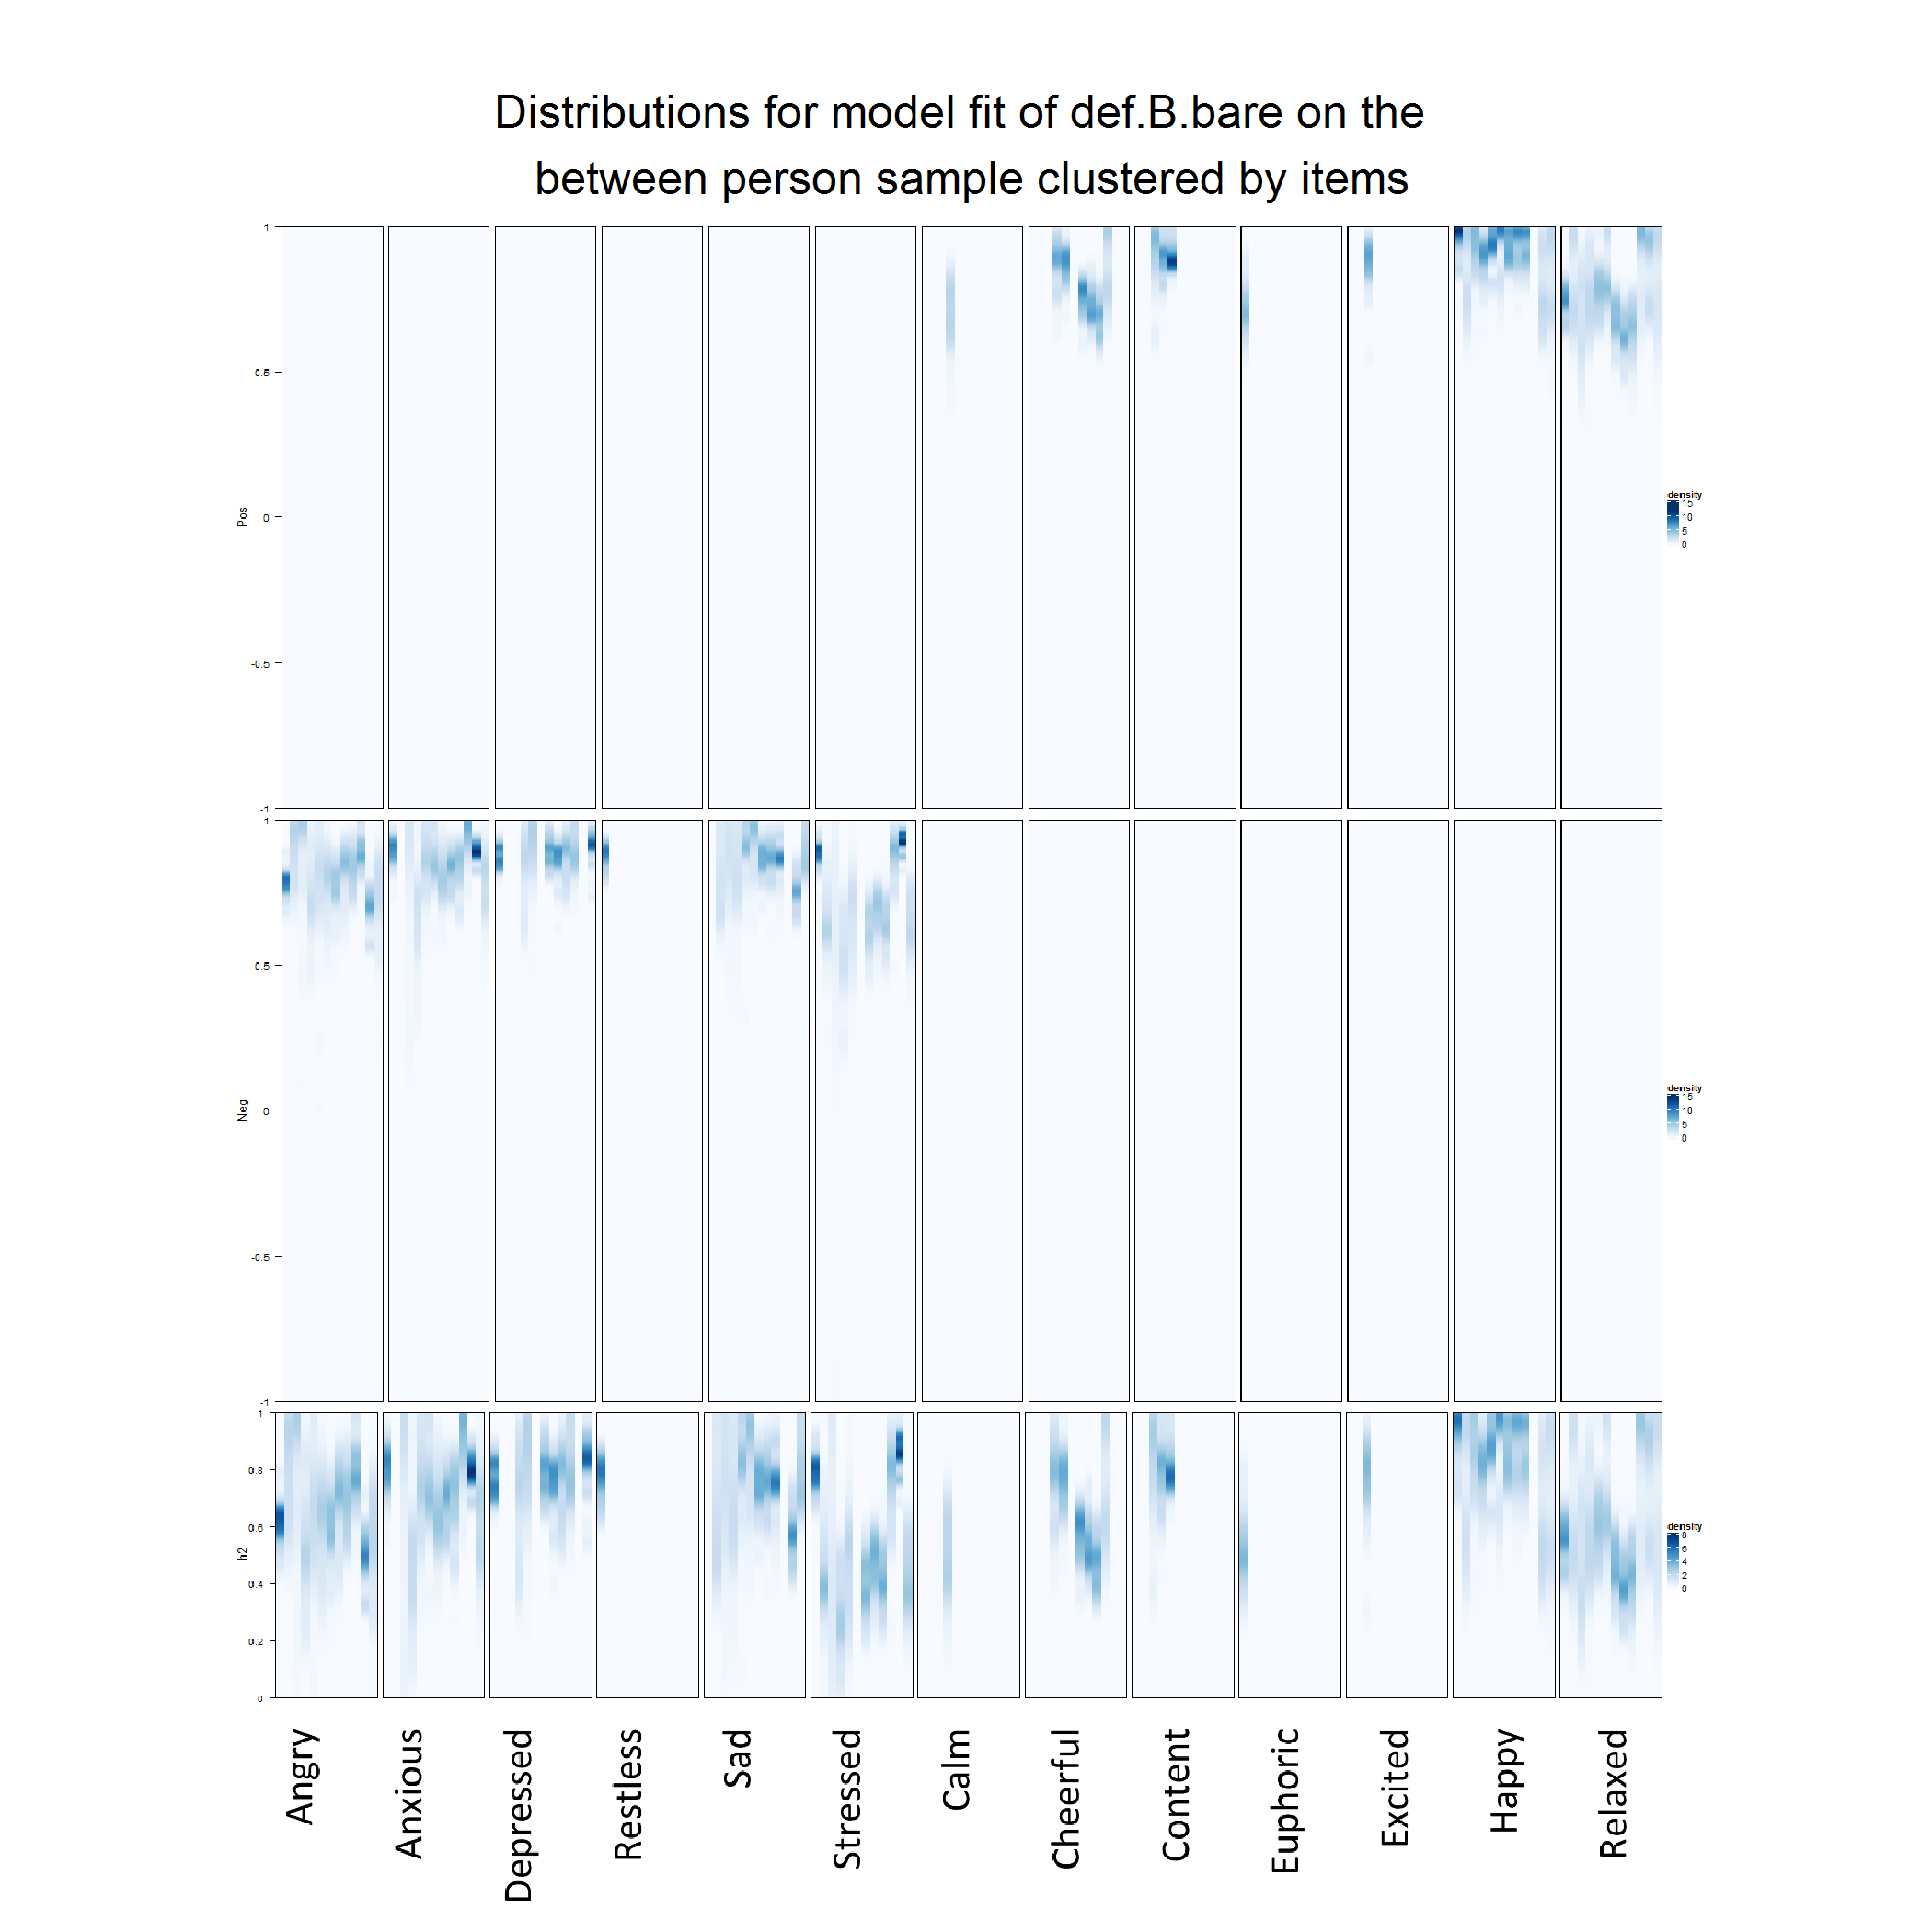 Distributions for model fit of def.B.bare on the
between person sample clustered by items
1
0.5
0
-0.5
-1
Pos
density
15
10
5
0
1
0.5
0
-0.5
-1
Neg
density
15
10
5
0
1
0.8
0.6
0.4
0.2
0
h2
density
8
6
4
2
0
Angry
Anxious
Depressed
Restless
Sad
Stressed
Calm
Cheerful
Content
Euphoric
Excited
Happy
Relaxed